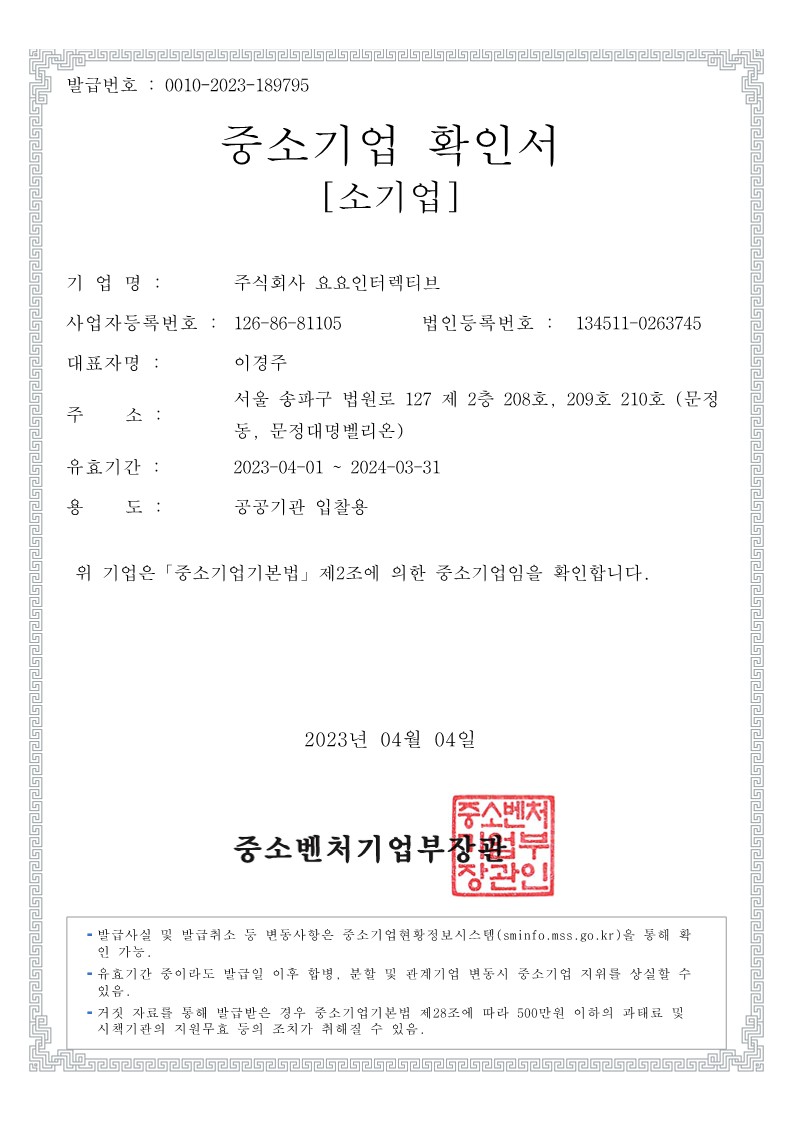 발급번호 : 0010-2023-189795
중소기업 확인서
[소기업]
기 업 명 : 주식회사 요요인터렉티브
사업자등록번호 : 126-86-81105 법인등록번호 : 134511-0263745
대표자명 : 이경주
주 소 : 서울 송파구 법원로 127 제 2층 208호, 209호 210호 (문정
동, 문정대명벨리온)
유효기간 : 2023-04-01 ~ 2024-03-31
용 도 : 공공기관 입찰용
위 기업은「중소기업기본법」제2조에 의한 중소기업임을 확인합니다.
2023년 04월 04일
중소벤처기업부장관
중소벤처
기업부
장관인
- 발급사실 및 발급취소 등 변동사항은 중소기업현황정보시스템(sminfo.mss.go.kr)을 통해 확
인 가능.
- 유효기간 중이라도 발급일 이후 합병, 분할 및 관계기업 변동시 중소기업 지위를 상실할 수
있음.
- 거짓 자료를 통해 발급받은 경우 중소기업기본법 제28조에 따라 500만원 이하의 과태료 및
시책기관의 지원무효 등의 조치가 취해질 수 있음.